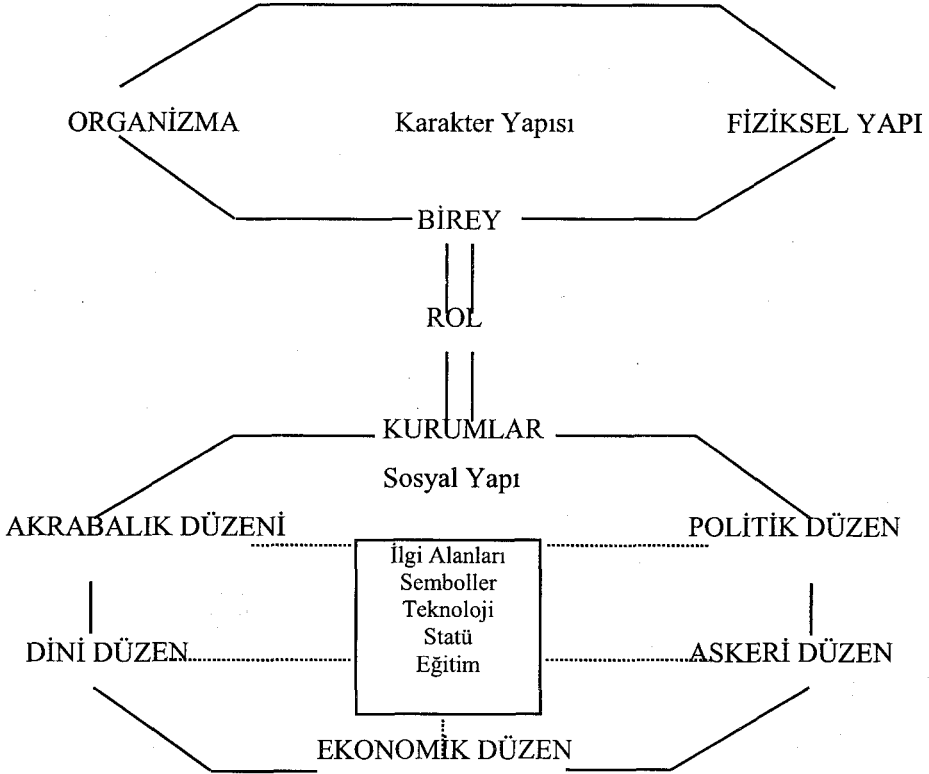 ORGANİZMA Karakter Yapısı FİZİKSEL YAPI
BİREY
ROL
KURUMLAR
Sosyal Yapı
AKRABALIK DÜZENİ POLİTİK DÜZEN
İlgi Alanları
Semboller
Teknoloji
Statü
Eğitim
DİNİ DÜZEN ASKERİ DÜZEN
EKONOMİK DÜZEN